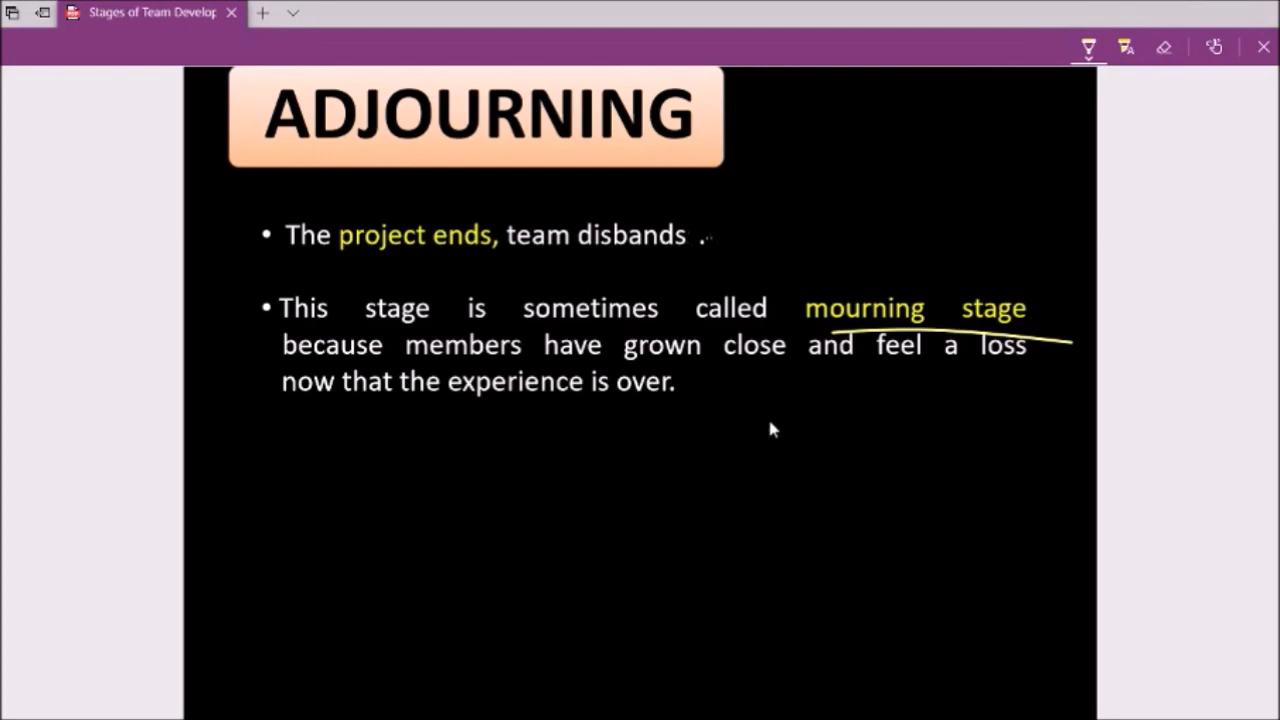 Stages of Team Develop
ADJOURNING
• The project ends, team disbands .
• This stage is sometimes called mourning stage
because members have grown close and feel a loss
now that the experience is over.